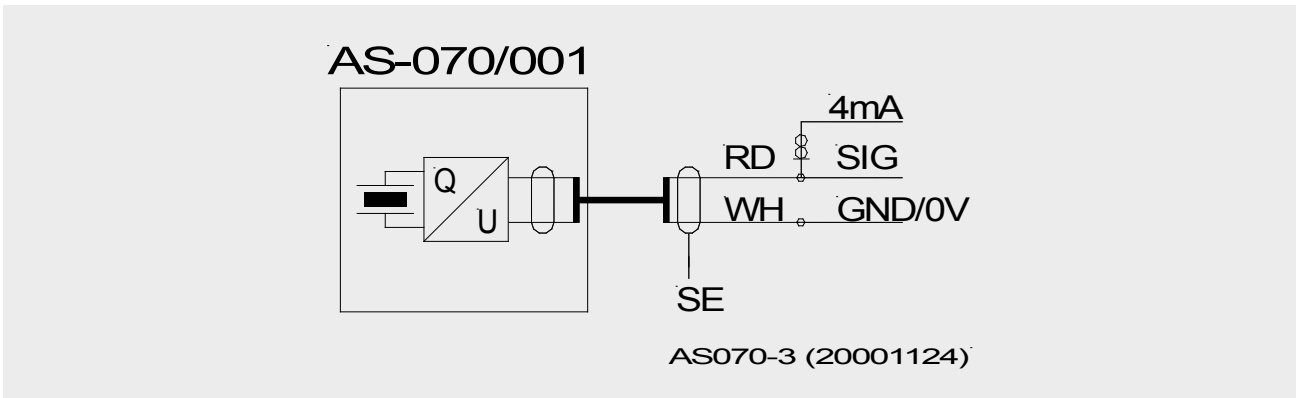 AS-070/001
4mA
RD SIG
Q
WH GND/0V
U
SE
AS070-3 (20001124)